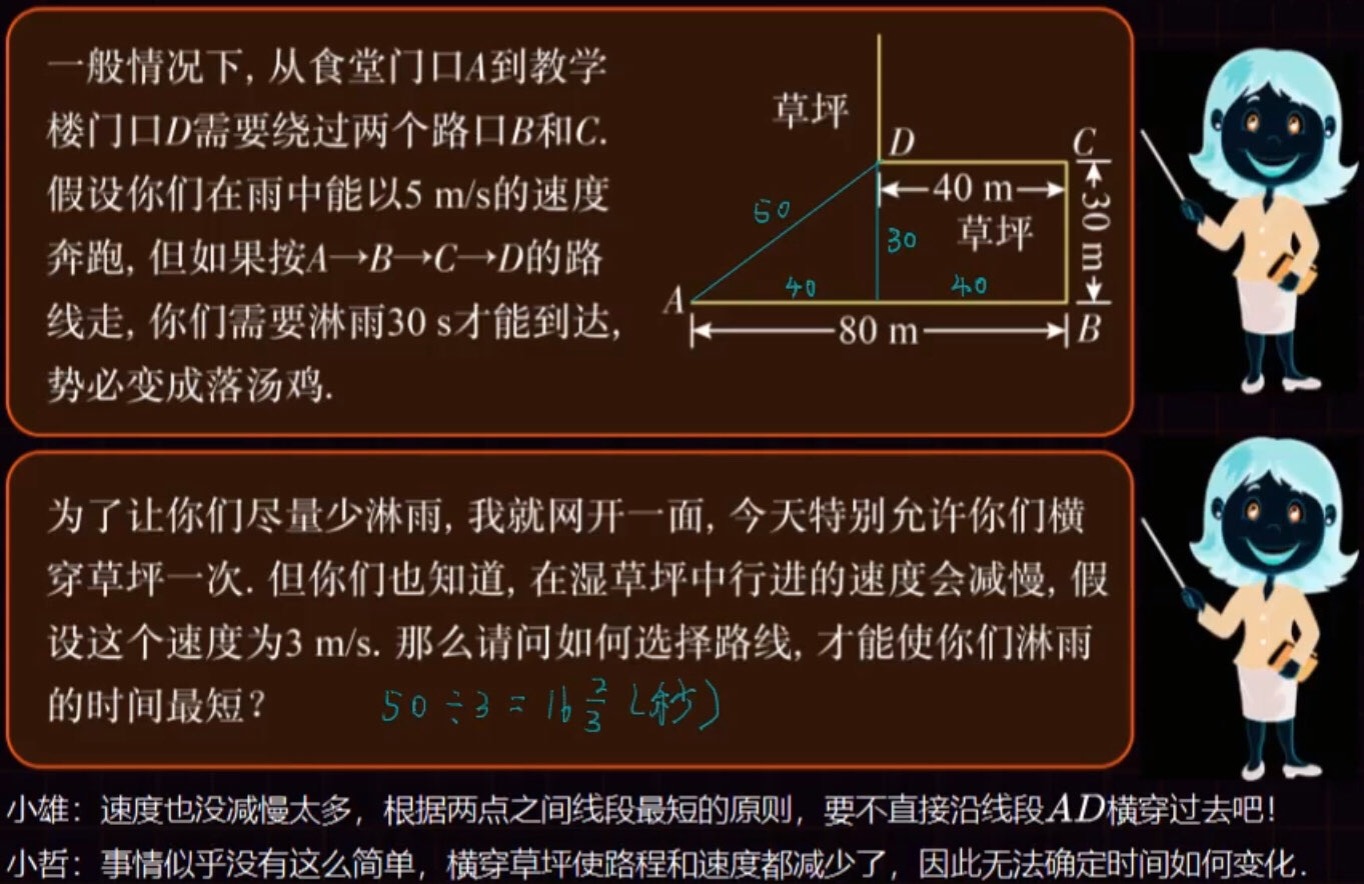 一般情况下, 从食堂门口A到教学
楼门口D需要绕过两个路口B和C.
假设你们在雨中能以5 m/s的速度
奔跑, 但如果按A→B→C→D的路
线走, 你们需要淋雨30 s才能到达,
势必变成落汤鸡.
草坪
D
C
40 m
30 m
50
30
草坪
40
40
A
80 m
B
为了让你们尽量少淋雨, 我就网开一面, 今天特别允许你们横
穿草坪一次. 但你们也知道, 在湿草坪中行进的速度会减慢, 假
设这个速度为3 m/s. 那么请问如何选择路线, 才能使你们淋雨
的时间最短?
50÷3=16 2/3 (秒)
小雄：速度也没减慢太多，根据两点之间线段最短的原则，要不直接沿线段AD横穿过去吧！
小哲：事情似乎没有这么简单，横穿草坪使路程和速度都减少了，因此无法确定时间如何变化．